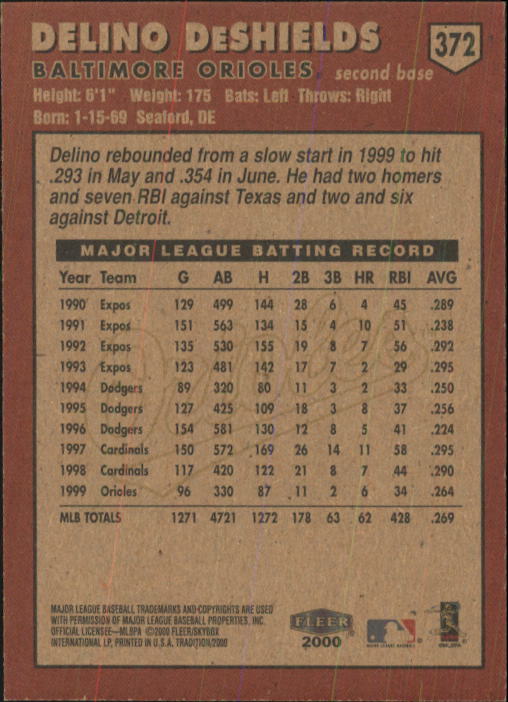 DELINO DeSHIELDS
372
BALTIMORE ORIOLES second base
Height: 6'1" Weight: 175 Bats: Left Throws: Right
Born: 1-15-69 Seaford, DE
Delino rebounded from a slow start in 1999 to hit
.293 in May and .354 in June. He had two homers
and seven RBI against Texas and two and six
against Detroit.
MAJOR LEAGUE BATTING RECORD
Year Team G AB H 2B 3B HR RBI AVG
1990 Expos 129 499 144 28 6 4 45 .289
1991 Expos 151 563 134 15 4 10 51 .238
1992 Expos 135 530 155 19 8 7 56 .292
1993 Expos 123 481 142 17 7 2 29 .295
1994 Dodgers 89 320 80 11 3 2 33 .250
1995 Dodgers 127 425 109 18 3 8 37 .256
1996 Dodgers 154 581 130 12 8 5 41 .224
1997 Cardinals 150 572 169 26 14 11 58 .295
1998 Cardinals 117 420 122 21 8 7 44 .290
1999 Orioles 96 330 87 11 2 6 34 .264
MLB TOTALS 1271 4721 1272 178 63 62 428 .269
Orioles
MAJOR LEAGUE BASEBALL TRADEMARKS AND COPYRIGHTS ARE USED
WITH PERMISSION OF MAJOR LEAGUE BASEBALL PROPERTIES, INC.
OFFICIAL LICENSEE—MLBPA ©2000 FLEER/SKYBOX
INTERNATIONAL LP, PRINTED IN U.S.A. TRADITION/2000
FLEER
2000
MAJOR LEAGUE BASEBALL